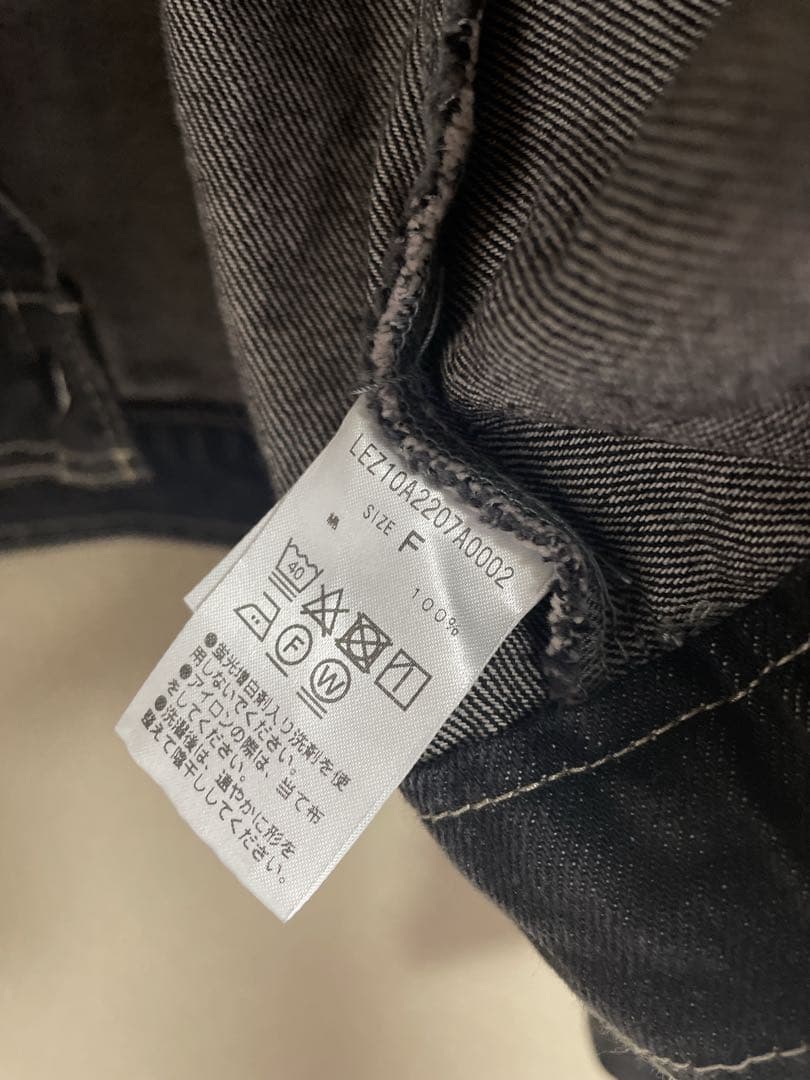 LEZ10A2207A0002
SIZE F
綿 100%
40
F W
●蛍光増白剤入り洗剤を使
用しないでください。
●アイロンの際は、当て布
をしてください。
●洗濯後は、速やかに形を
整えて陰干ししてください。